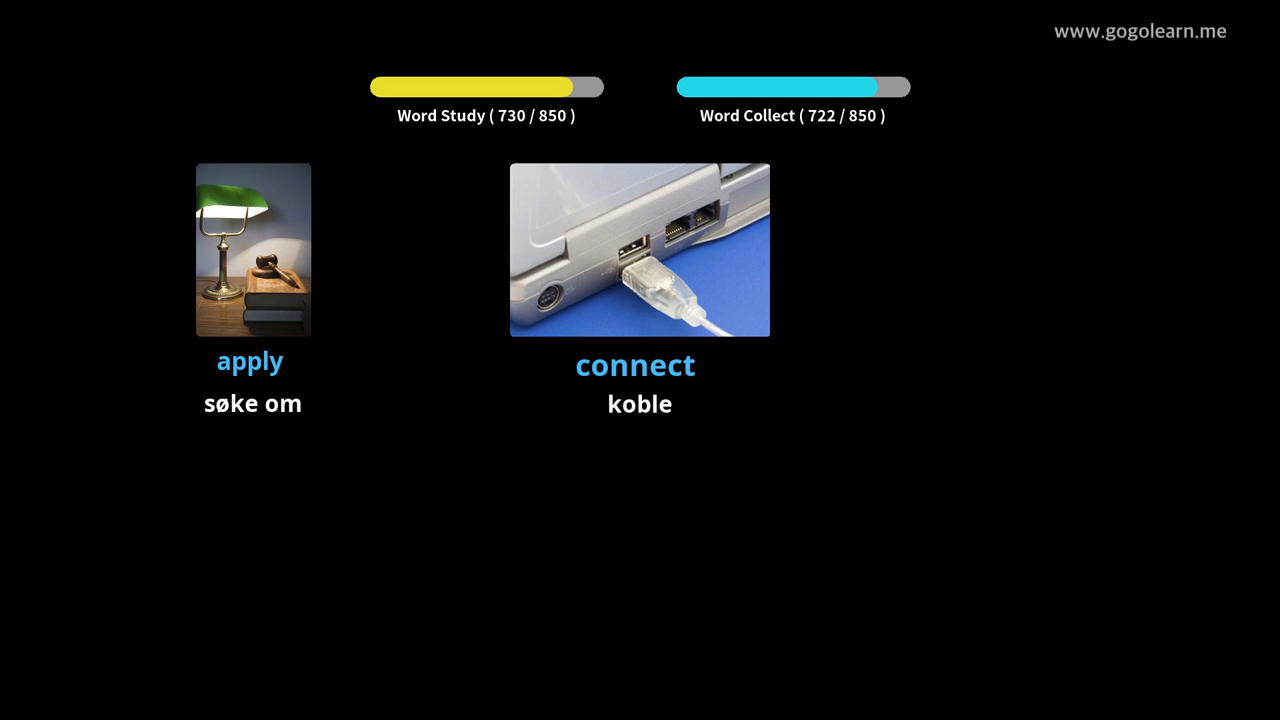 www.gogolearn.me
Word Study ( 730 / 850 )
Word Collect ( 722 / 850 )
apply
søke om
connect
koble